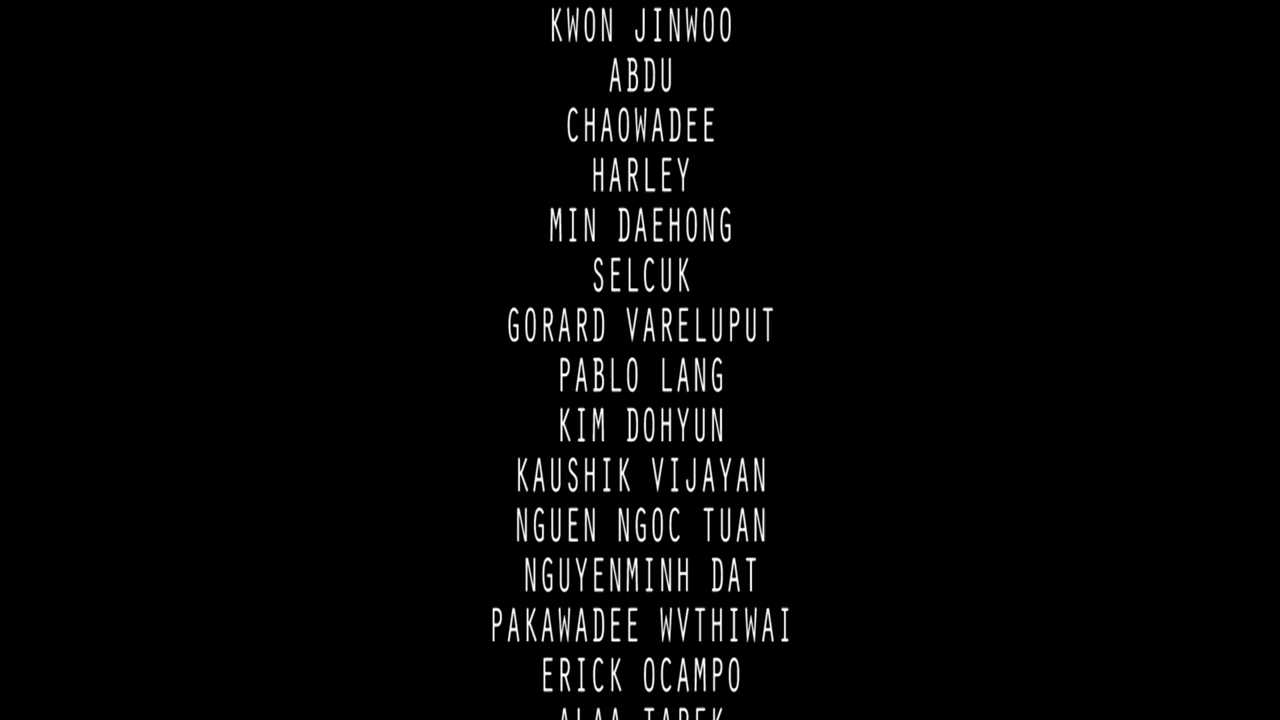 KWON JINWOO
ABDU
CHAOWADEE
HARLEY
MIN DAEHONG
SELCUK
GORARD VARELUPUT
PABLO LANG
KIM DOHYUN
KAUSHIK VIJAYAN
NGUEN NGOC TUAN
NGUYENMINH DAT
PAKAWADEE WVTHIWAI
ERICK OCAMPO